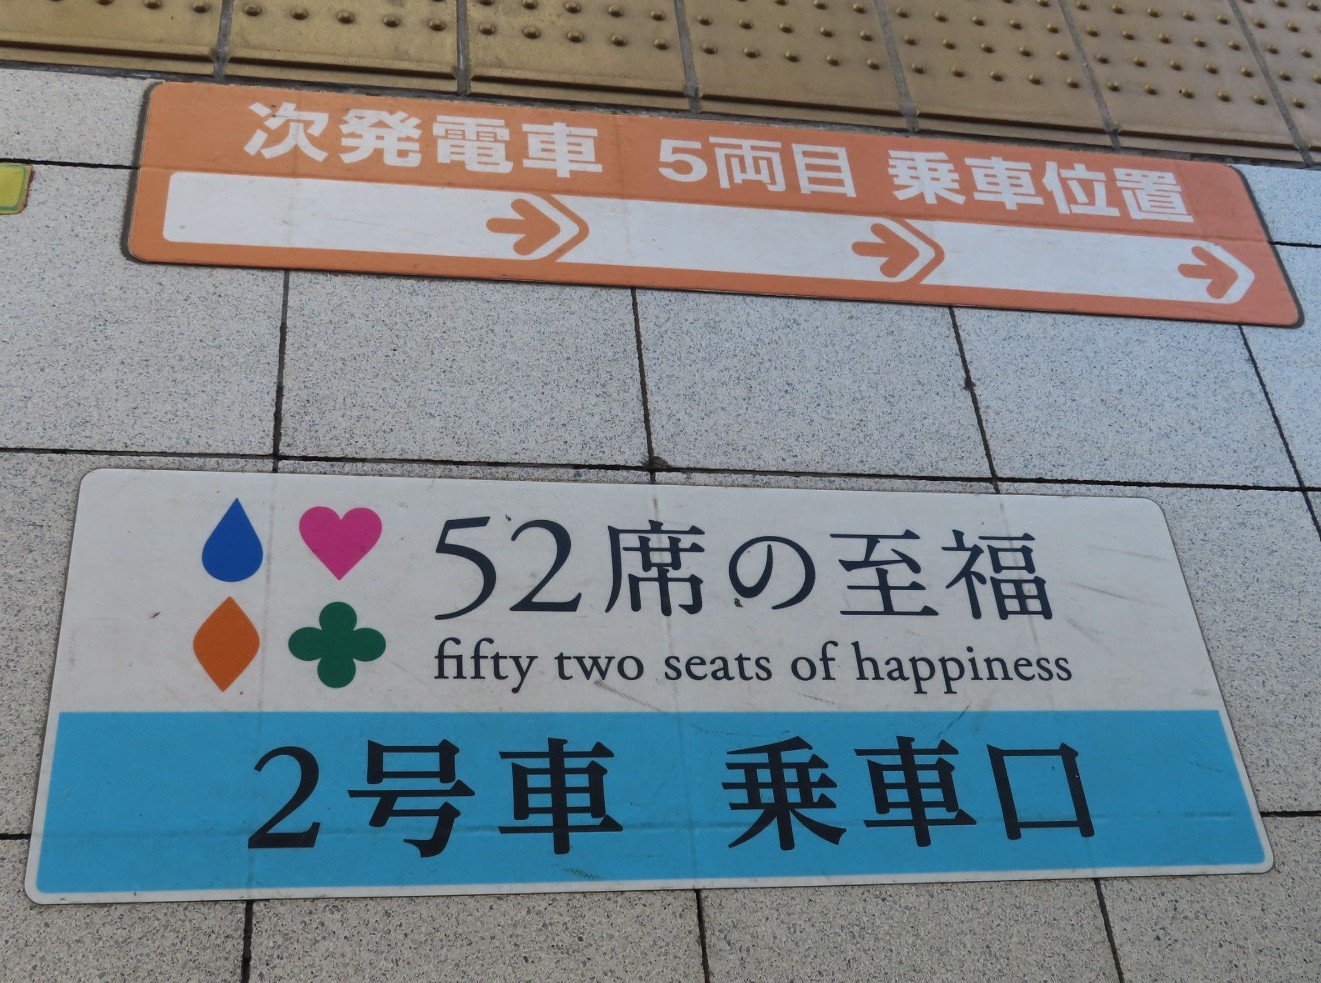 次発電車 5両目 乗車位置
52席の至福
fifty two seats of happiness
2号車 乗車口